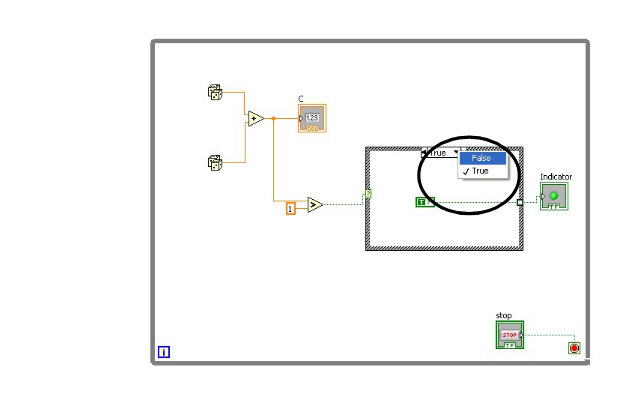 C
1.23
DBL
True
False
True
1
>
?
T
Indicator
TF
stop
STOP
TF
i